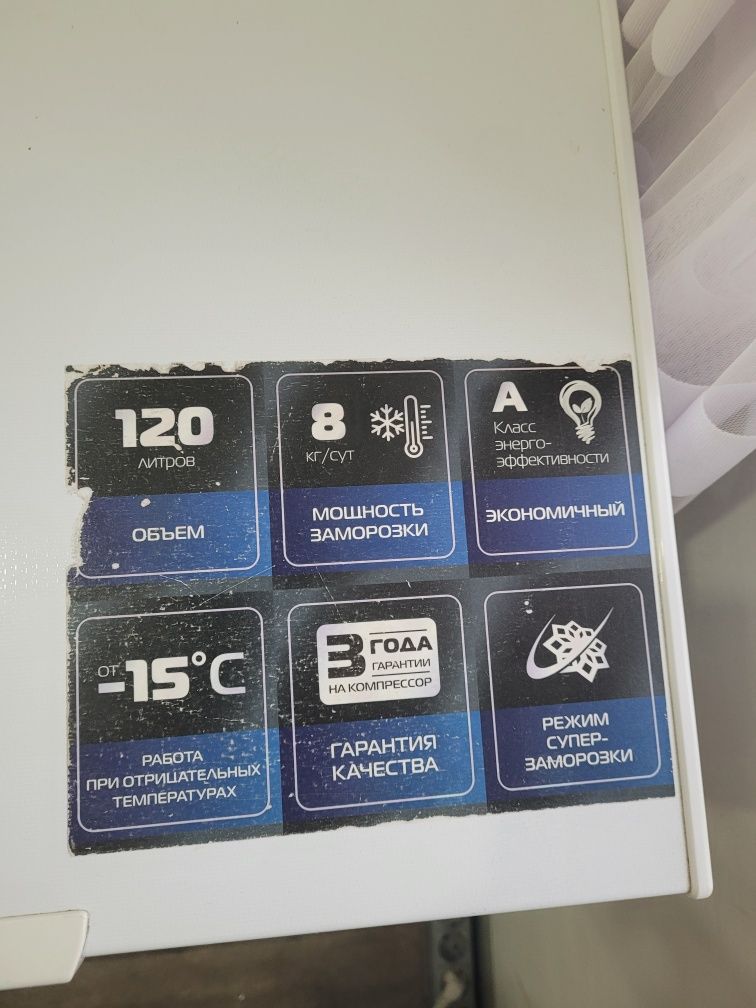 120
ЛИТРОВ
ОБЪЕМ
8
КГ/СУТ
МОЩНОСТЬ
ЗАМОРОЗКИ
A
Класс
энерго-
эффективности
ЭКОНОМИЧНЫЙ
ОТ
-15°C
РАБОТА
ПРИ ОТРИЦАТЕЛЬНЫХ
ТЕМПЕРАТУРАХ
3 ГОДА
ГАРАНТИИ
НА КОМПРЕССОР
ГАРАНТИЯ
КАЧЕСТВА
РЕЖИМ
СУПЕР-
ЗАМОРОЗКИ